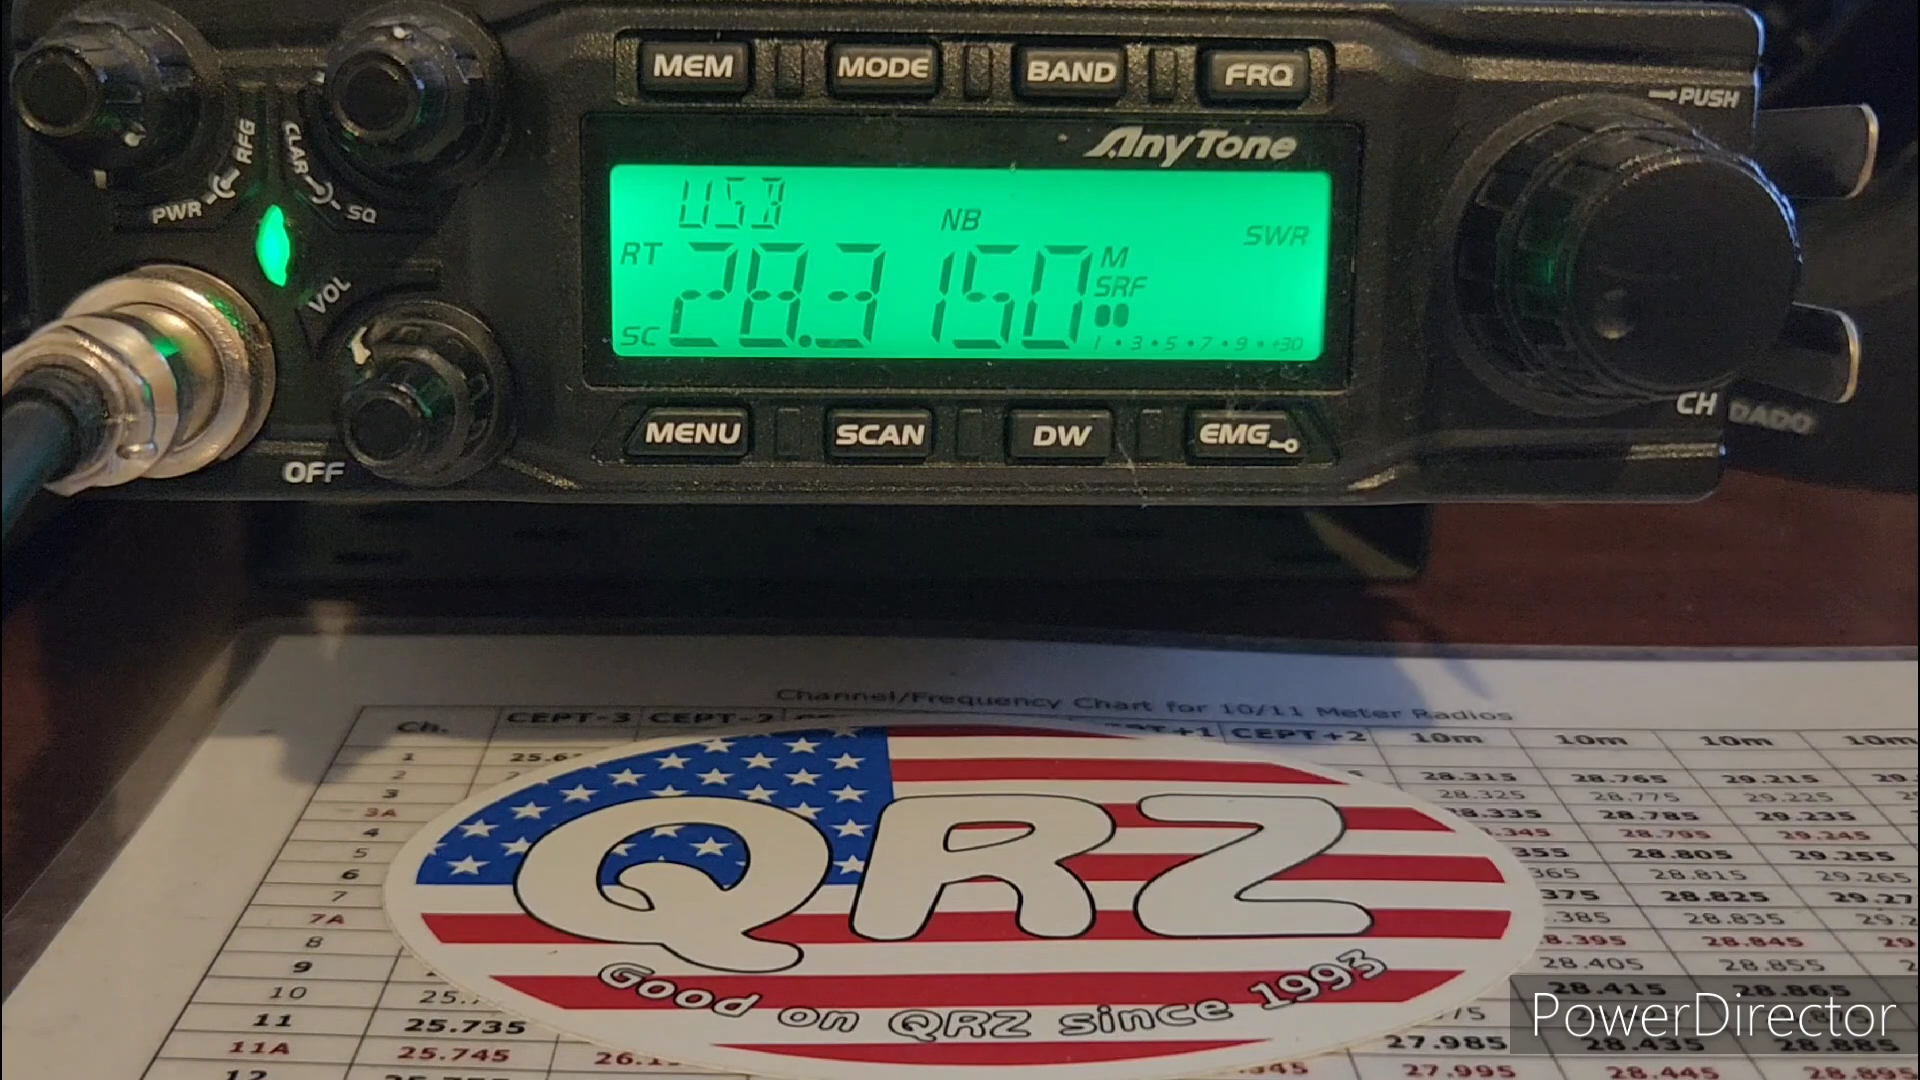 MEM MODE BAND FRQ
PUSH
AnyTone
RFG CLAR
PWR SQ
USB NB SWR
RT 28.3150 M
SRF
SC 1 • 3 • 5 • 7 • 9 • +30
VOL
OFF
MENU SCAN DW EMG
CH
DADO
Channel/Frequency Chart for 10/11 Meter Radios
Ch. CEPT-3 CEPT-2 CEPT+2 10m 10m 10m 10m
1 28.315 28.765 29.215
2 28.325 28.775 29.225
3 28.785 29.235
3A 28.795 29.245
4 28.805 29.255
5 28.815 29.265
6 28.825
7 28.835
7A 28.845
8 28.405 28.855
9 28.415 28.865
10
11 25.735 27.985 28.435 28.885
11A 25.745 27.995 28.445 28.895
12
QRZ
Good on QRZ since 1993
PowerDirector